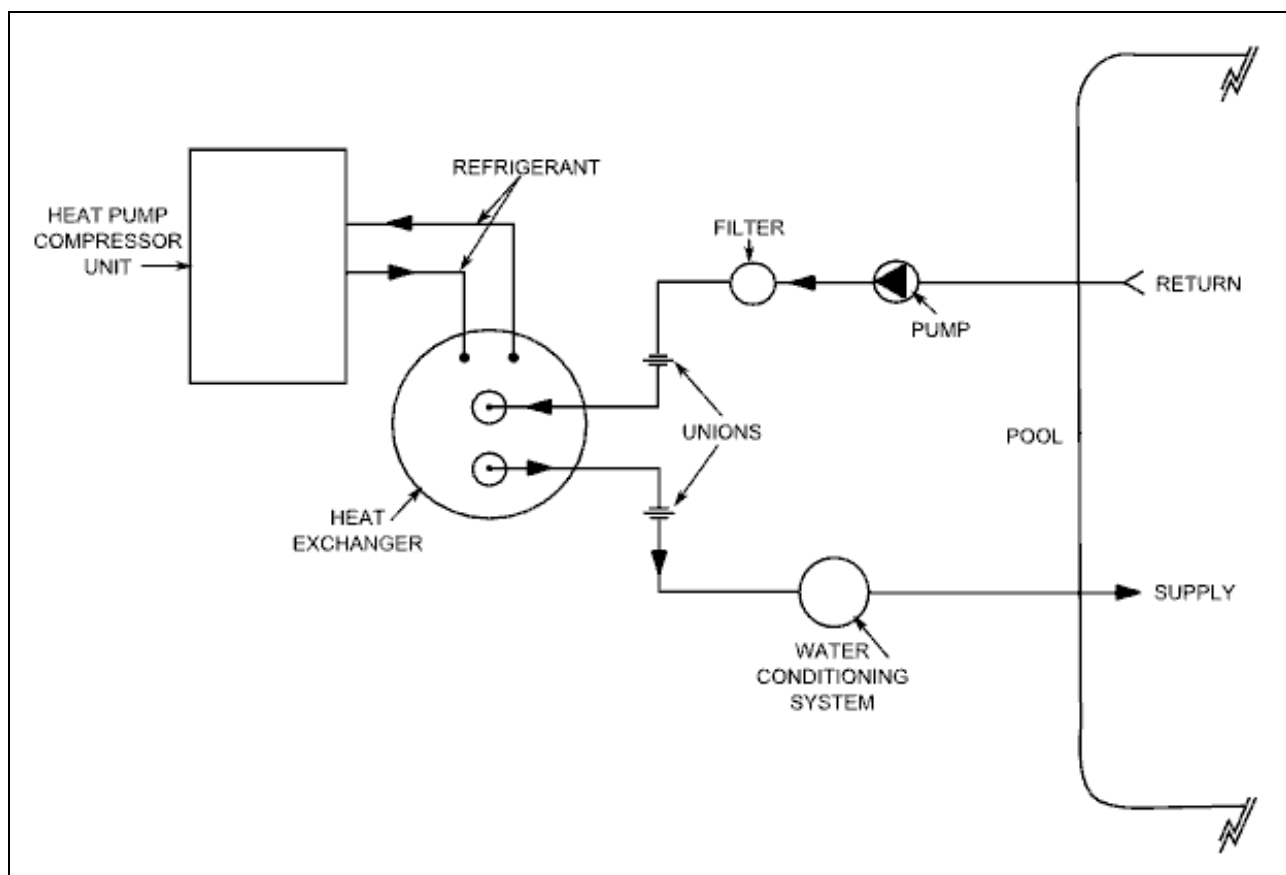 REFRIGERANT
HEAT PUMP
COMPRESSOR
UNIT
FILTER
RETURN
PUMP
UNIONS
POOL
HEAT
EXCHANGER
SUPPLY
WATER
CONDITIONING
SYSTEM